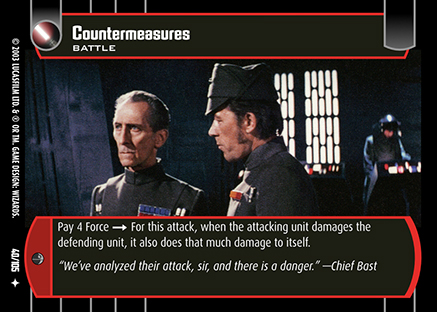 Countermeasures
BATTLE
Pay 4 Force → For this attack, when the attacking unit damages the
defending unit, it also does that much damage to itself.
“We’ve analyzed their attack, sir, and there is a danger.” —Chief Bast
© 2003 LUCASFILM LTD. & ® OR TM. GAME DESIGN: WIZARDS.
40/105